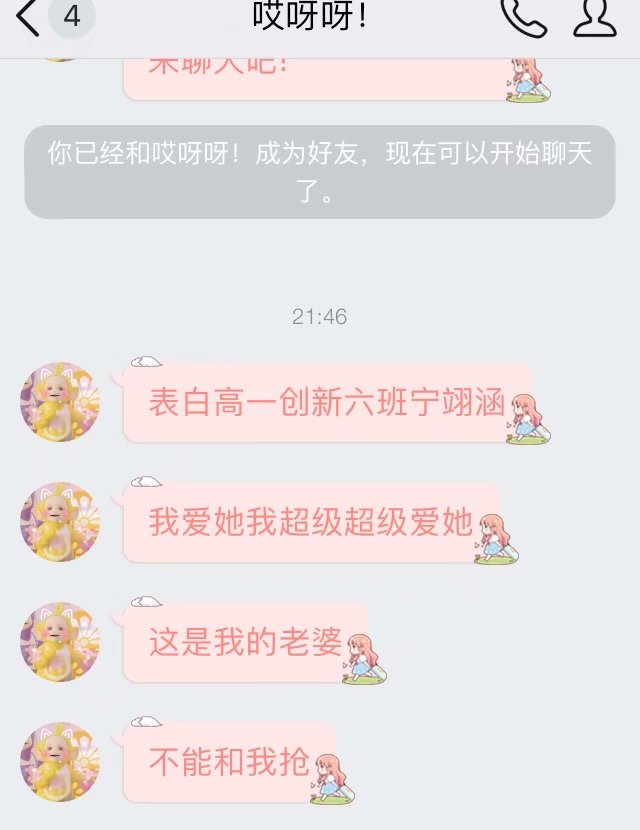 4
哎呀呀！
来聊天吧！
你已经和哎呀呀！成为好友，现在可以开始聊天
了。
21:46
表白高一创新六班宁翊涵
我爱她我超级超级爱她
这是我的老婆
不能和我抢